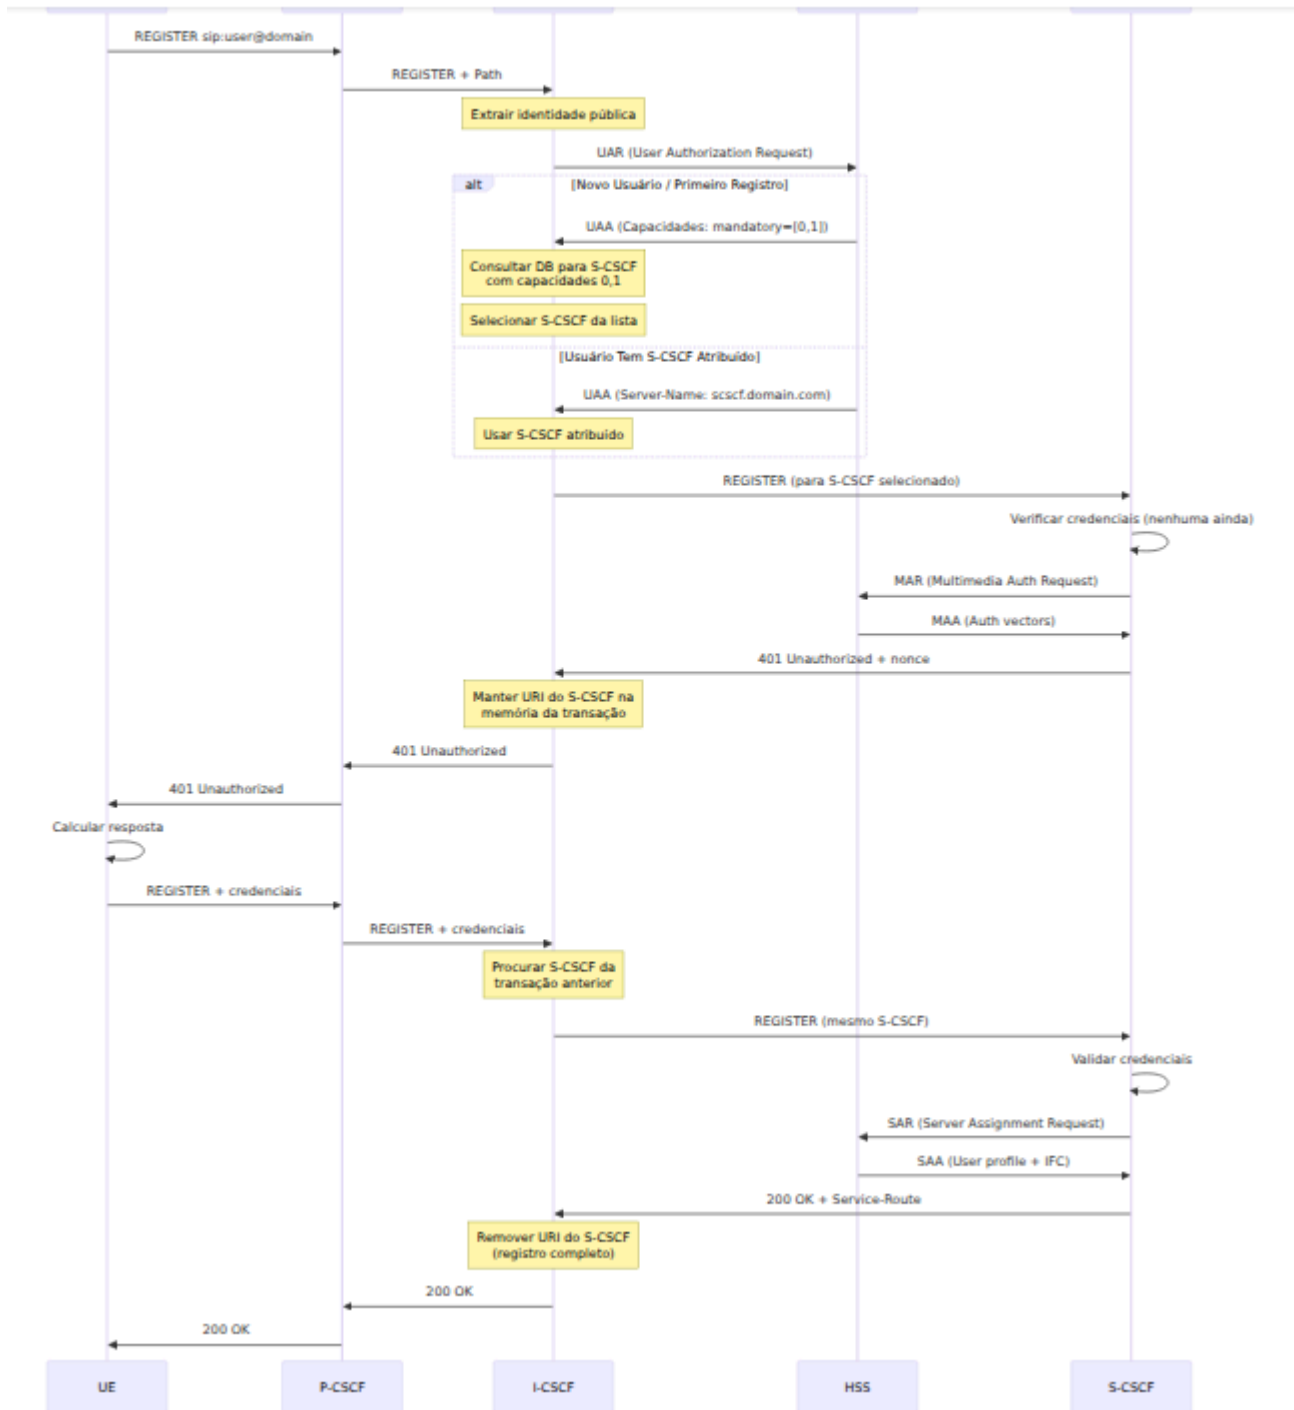 REGISTER sip:user@domain
REGISTER + Path
Extrair identidade pública
UAR (User Authorization Request)
alt
[Novo Usuário / Primeiro Registro]
UAA (Capacidades: mandatory=[0,1])
Consultar DB para S-CSCF
com capacidades 0,1
Selecionar S-CSCF da lista
[Usuário Tem S-CSCF Atribuído]
UAA (Server-Name: scscf.domain.com)
Usar S-CSCF atribuído
REGISTER (para S-CSCF selecionado)
Verificar credenciais (nenhuma ainda)
MAR (Multimedia Auth Request)
MAA (Auth vectors)
401 Unauthorized + nonce
Manter URI do S-CSCF na
memória da transação
401 Unauthorized
401 Unauthorized
Calcular resposta
REGISTER + credenciais
REGISTER + credenciais
Procurar S-CSCF da
transação anterior
REGISTER (mesmo S-CSCF)
Validar credenciais
SAR (Server Assignment Request)
SAA (User profile + IFC)
200 OK + Service-Route
Remover URI do S-CSCF
(registro completo)
200 OK
200 OK
UE
P-CSCF
I-CSCF
HSS
S-CSCF